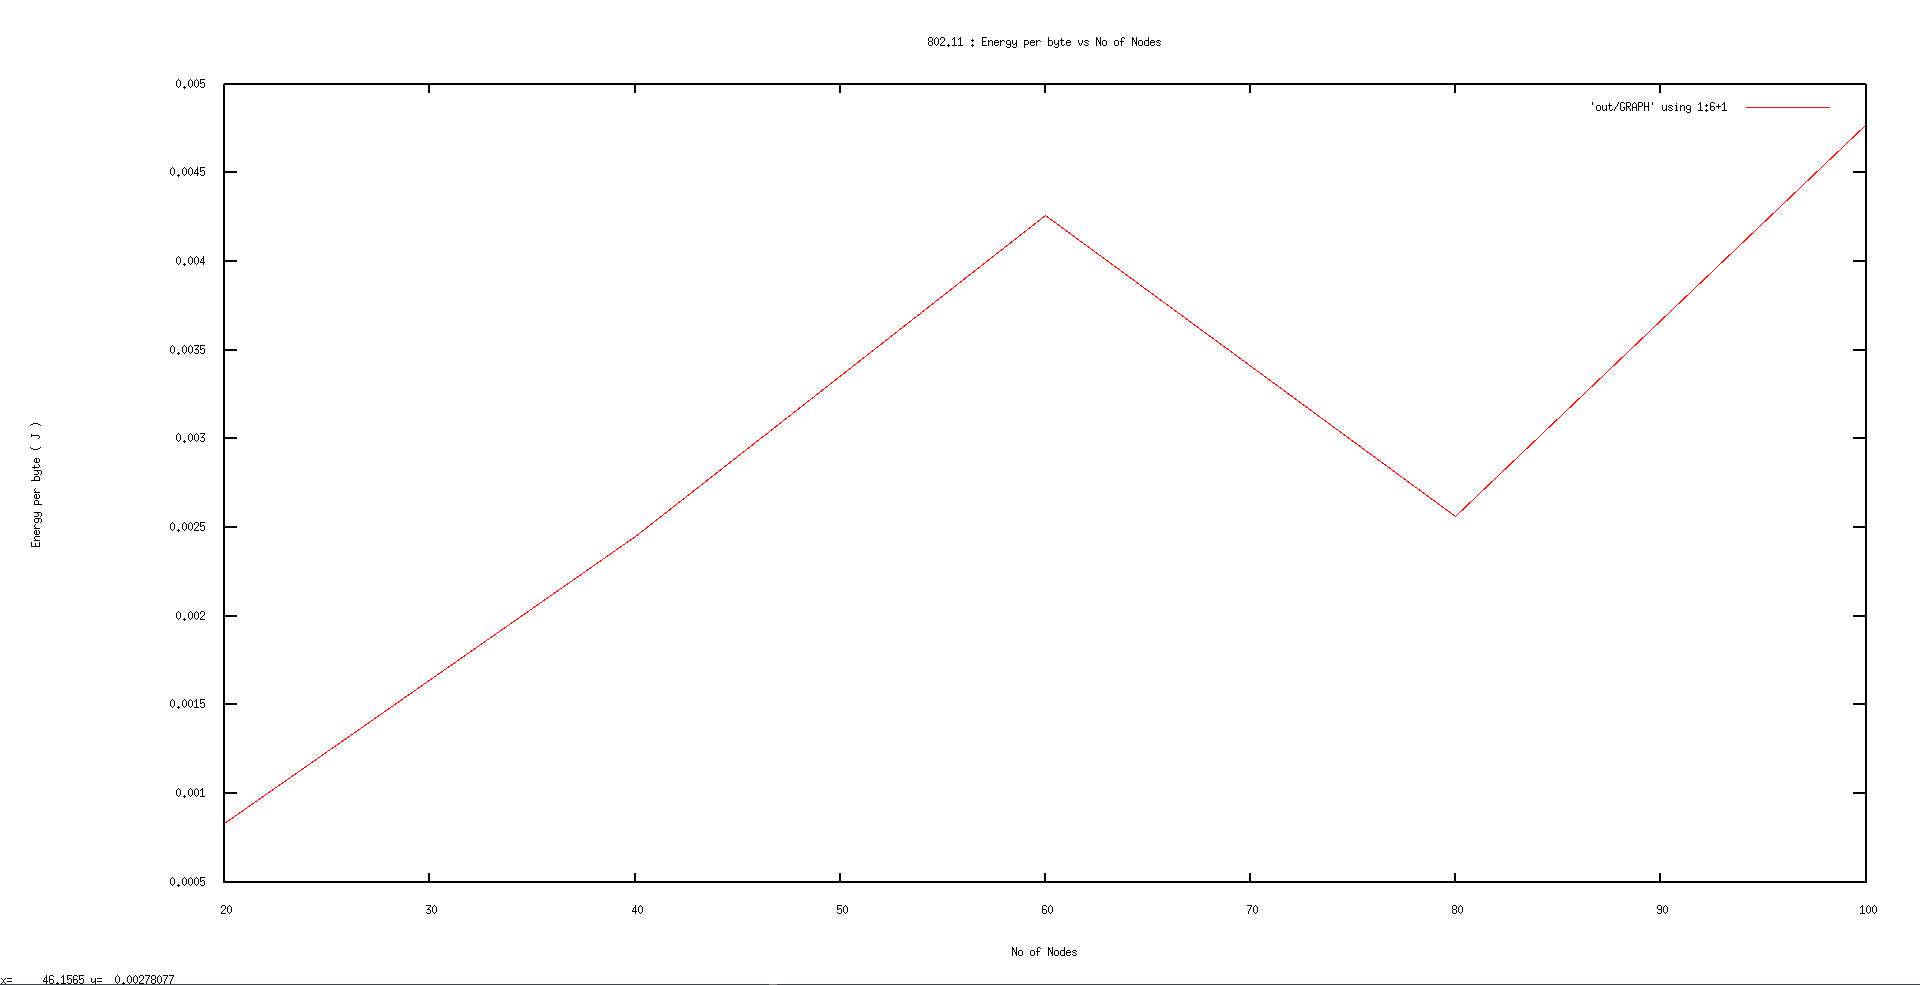 802.11 : Energy per byte vs No of Nodes
'out/GRAPH' using 1:6+1
0.005
0.0045
0.004
0.0035
0.003
0.0025
0.002
0.0015
0.001
0.0005
Energy per byte ( J )
20 30 40 50 60 70 80 90 100
No of Nodes
x= 46.1565 y= 0.00278077